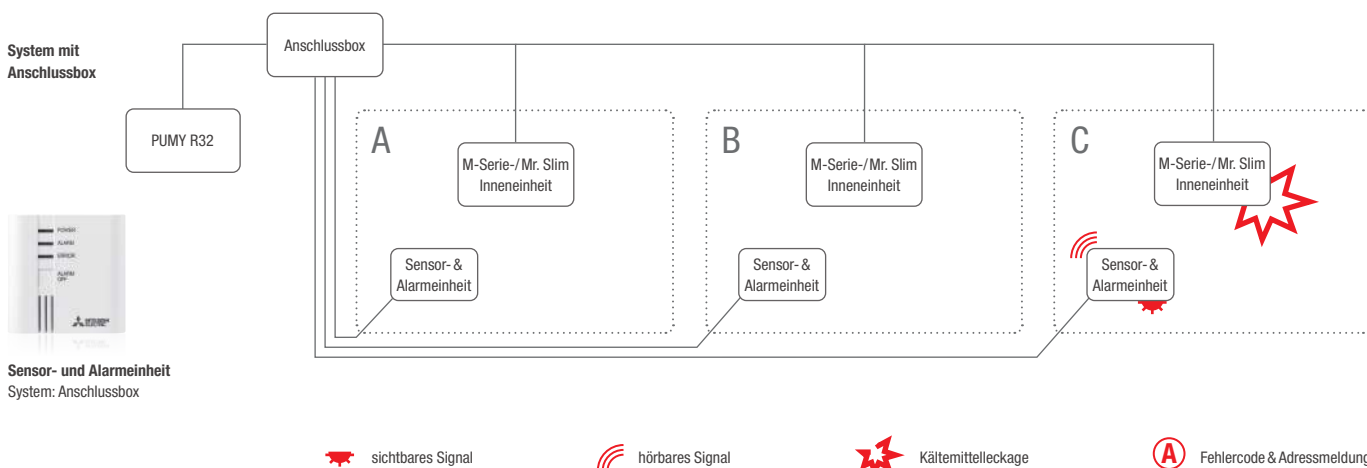 System mit
Anschlussbox
Anschlussbox
PUMY R32
A
M-Serie-/Mr. Slim
Inneneinheit
Sensor- &
Alarmeinheit
B
M-Serie-/Mr. Slim
Inneneinheit
Sensor- &
Alarmeinheit
C
M-Serie-/Mr. Slim
Inneneinheit
Sensor- &
Alarmeinheit
POWER
ALARM
ERROR
ALARM
OFF
MITSUBISHI
ELECTRIC
Sensor- und Alarmeinheit
System: Anschlussbox
sichtbares Signal
hörbares Signal
Kältemittelleckage
A Fehlercode & Adressmeldung